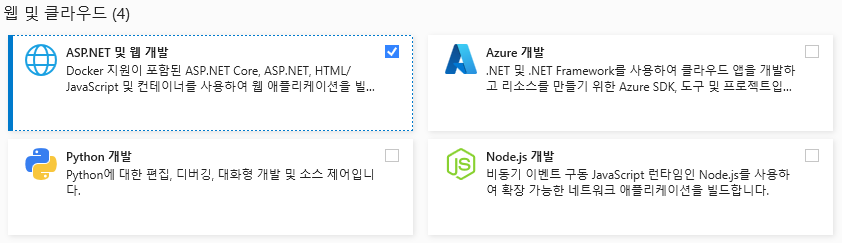 웹 및 클라우드 (4)
ASP.NET 및 웹 개발
Docker 지원이 포함된 ASP.NET Core, ASP.NET, HTML/
JavaScript 및 컨테이너를 사용하여 웹 애플리케이션을 빌...
Azure 개발
.NET 및 .NET Framework를 사용하여 클라우드 앱을 개발하
고 리소스를 만들기 위한 Azure SDK, 도구 및 프로젝트입...
Python 개발
Python에 대한 편집, 디버깅, 대화형 개발 및 소스 제어입니
다.
Node.js 개발
비동기 이벤트 구동 JavaScript 런타임인 Node.js를 사용하
여 확장 가능한 네트워크 애플리케이션을 빌드합니다.